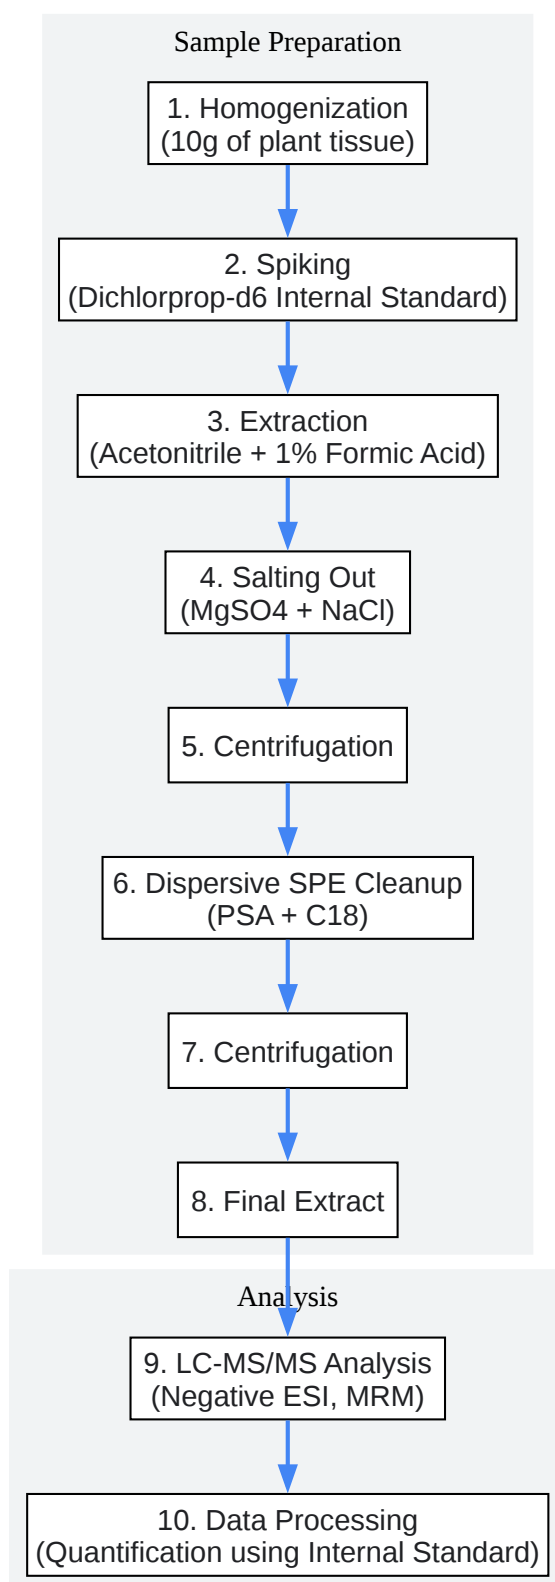 Sample Preparation
1. Homogenization
(10g of plant tissue)
2. Spiking
(Dichlorprop-d6 Internal Standard)
3. Extraction
(Acetonitrile + 1% Formic Acid)
4. Salting Out
(MgSO4 + NaCl)
5. Centrifugation
6. Dispersive SPE Cleanup
(PSA + C18)
7. Centrifugation
8. Final Extract
Analysis
9. LC-MS/MS Analysis
(Negative ESI, MRM)
10. Data Processing
(Quantification using Internal Standard)